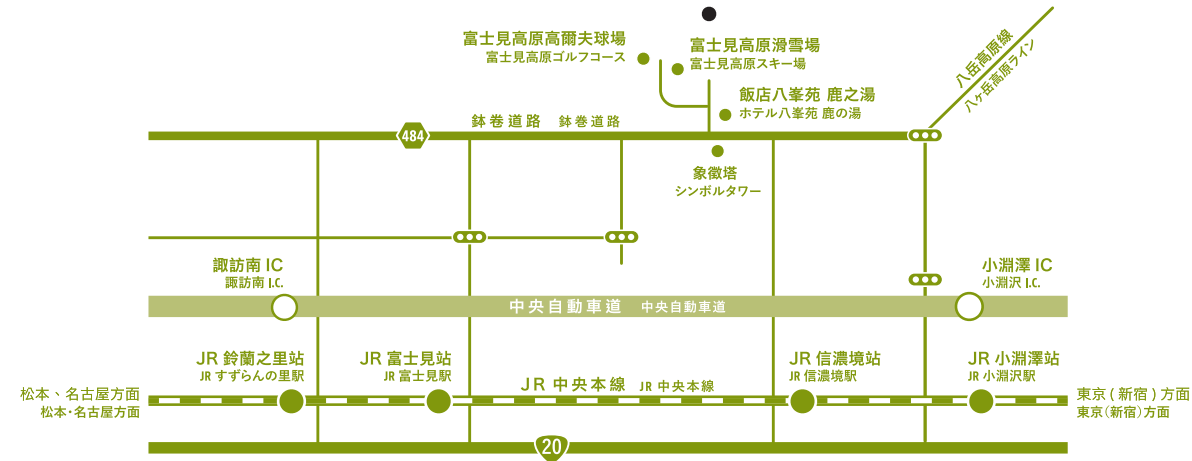 富士見高原高爾夫球場
富士見高原ゴルフコース
富士見高原滑雪場
富士見高原スキー場
八岳高原線
八ヶ岳高原ライン
飯店八峯苑 鹿之湯
ホテル八峯苑 鹿の湯
鉢巻道路 鉢巻道路
484
象徵塔
シンボルタワー
諏訪南 IC
諏訪南 I.C.
小淵澤 IC
小淵沢 I.C.
中央自動車道 中央自動車道
JR 鈴蘭之里站
JR すずらんの里駅
JR 富士見站
JR 富士見駅
JR 信濃境站
JR 信濃境駅
JR 小淵澤站
JR 小淵沢駅
JR 中央本線 JR 中央本線
松本、名古屋方面
松本・名古屋方面
東京 ( 新宿 ) 方面
東京(新宿)方面
20